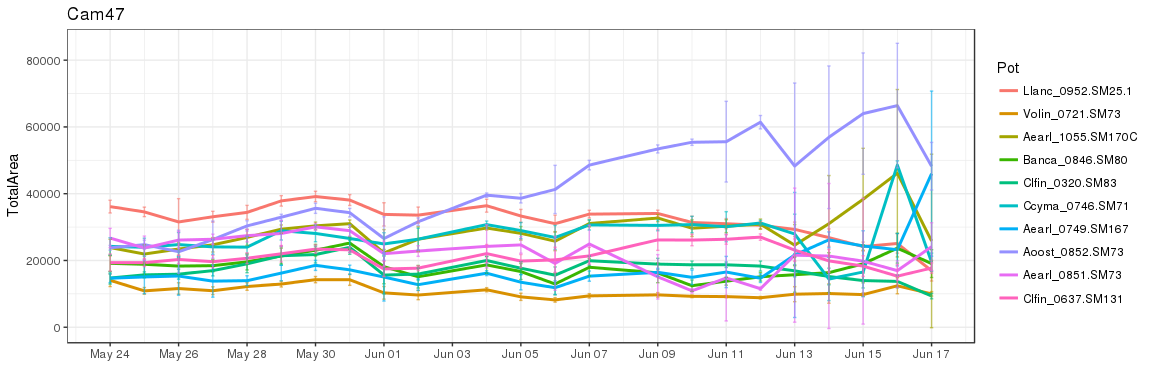 Cam47
TotalArea
80000
60000
40000
20000
0
May 24 May 26 May 28 May 30 Jun 01 Jun 03 Jun 05 Jun 07 Jun 09 Jun 11 Jun 13 Jun 15 Jun 17
Pot
Llanc_0952.SM25.1
Volin_0721.SM73
Aearl_1055.SM170C
Banca_0846.SM80
Clfin_0320.SM83
Ccyma_0746.SM71
Aearl_0749.SM167
Aoost_0852.SM73
Aearl_0851.SM73
Clfin_0637.SM131